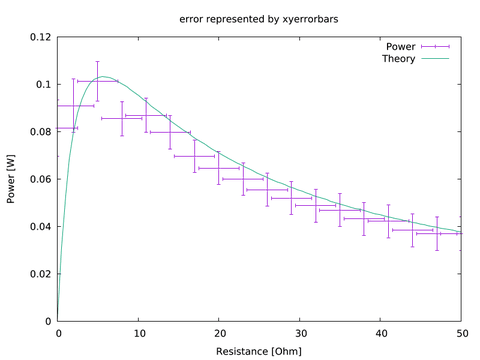 error represented by xyerrorbars
Power
Theory
0.12
0.1
0.08
0.06
0.04
0.02
0
Power [W]
0 10 20 30 40 50
Resistance [Ohm]